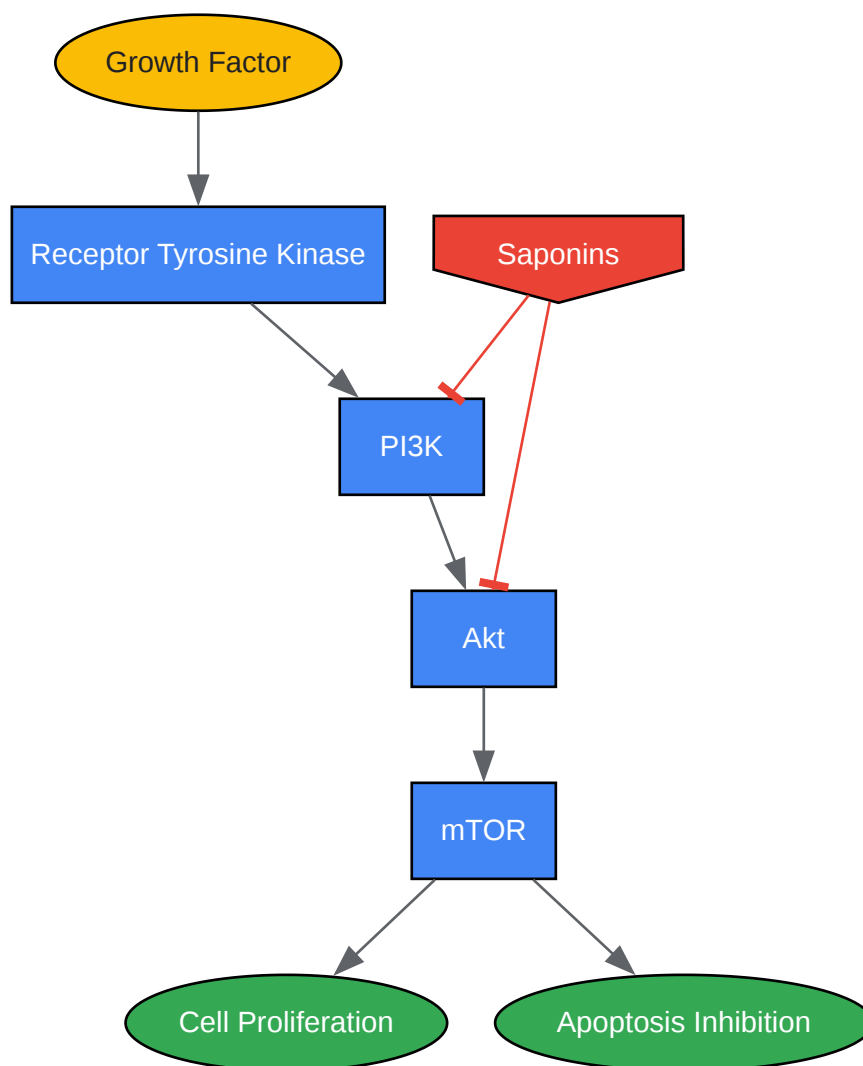 Growth Factor
Receptor Tyrosine Kinase
Saponins
PI3K
Akt
mTOR
Cell Proliferation
Apoptosis Inhibition